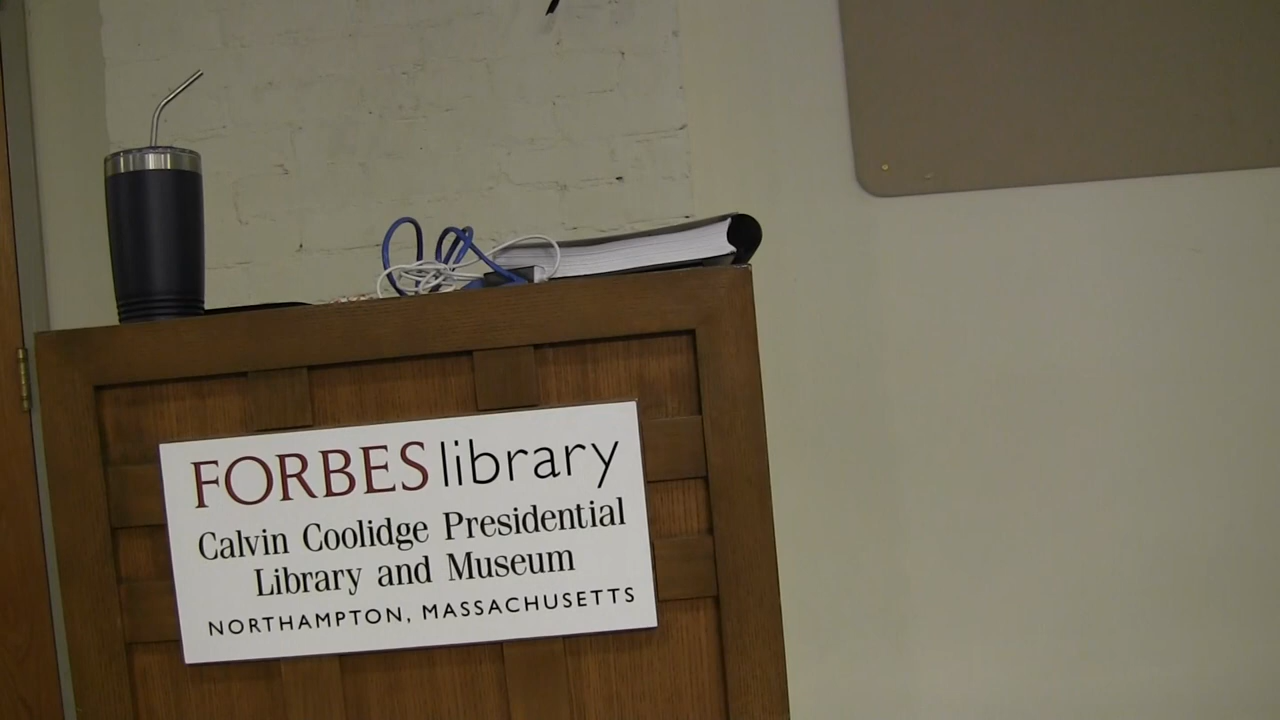 FORBES library
Calvin Coolidge Presidential
Library and Museum
NORTHAMPTON, MASSACHUSETTS